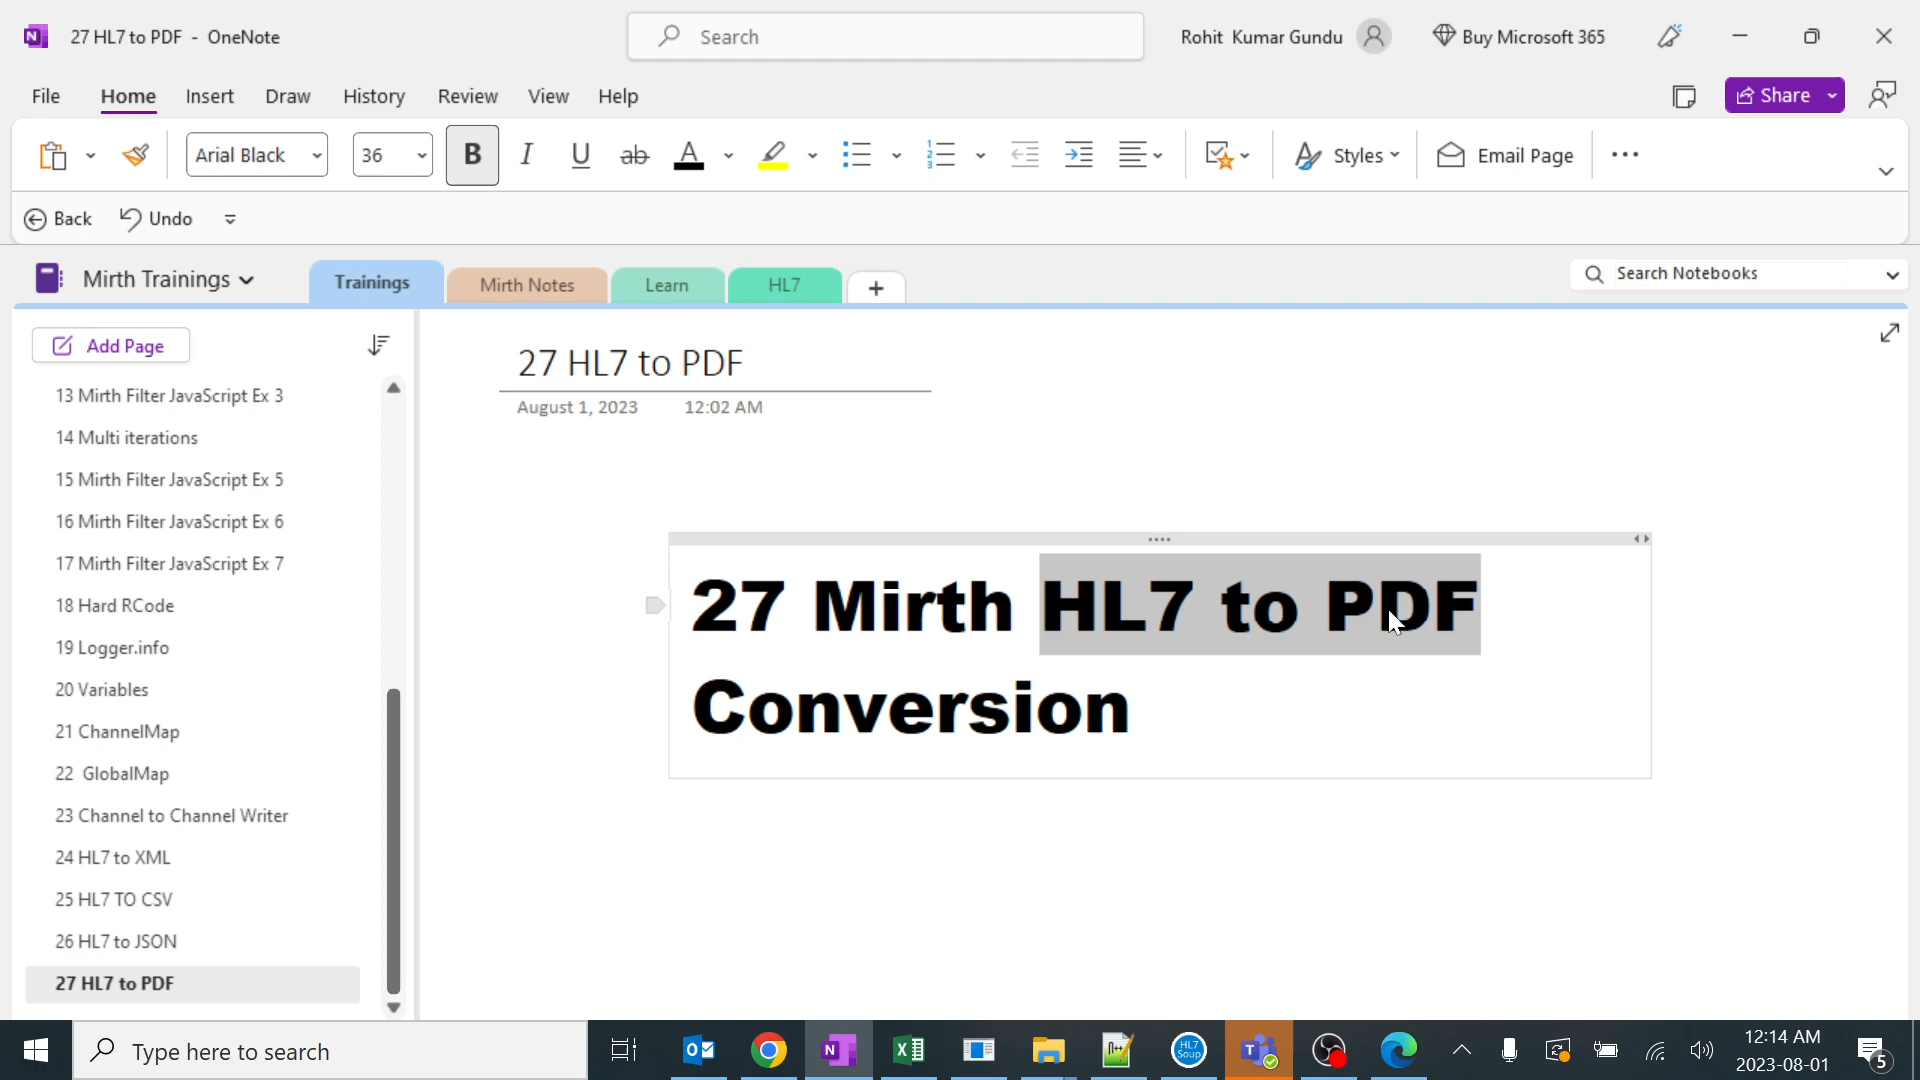 27 HL7 to PDF - OneNote
Search
Rohit Kumar Gundu
Buy Microsoft 365
File Home Insert Draw History Review View Help
Share
Arial Black 36 B I U ab A
Styles
Email Page
Back Undo
Mirth Trainings
Trainings Mirth Notes Learn HL7 +
Search Notebooks
Add Page
13 Mirth Filter JavaScript Ex 3
14 Multi iterations
15 Mirth Filter JavaScript Ex 5
16 Mirth Filter JavaScript Ex 6
17 Mirth Filter JavaScript Ex 7
18 Hard RCode
19 Logger.info
20 Variables
21 ChannelMap
22 GlobalMap
23 Channel to Channel Writer
24 HL7 to XML
25 HL7 TO CSV
26 HL7 to JSON
27 HL7 to PDF
27 HL7 to PDF
August 1, 2023 12:02 AM
27 Mirth HL7 to PDF
Conversion
Type here to search
HL7
Soup
12:14 AM
2023-08-01
5